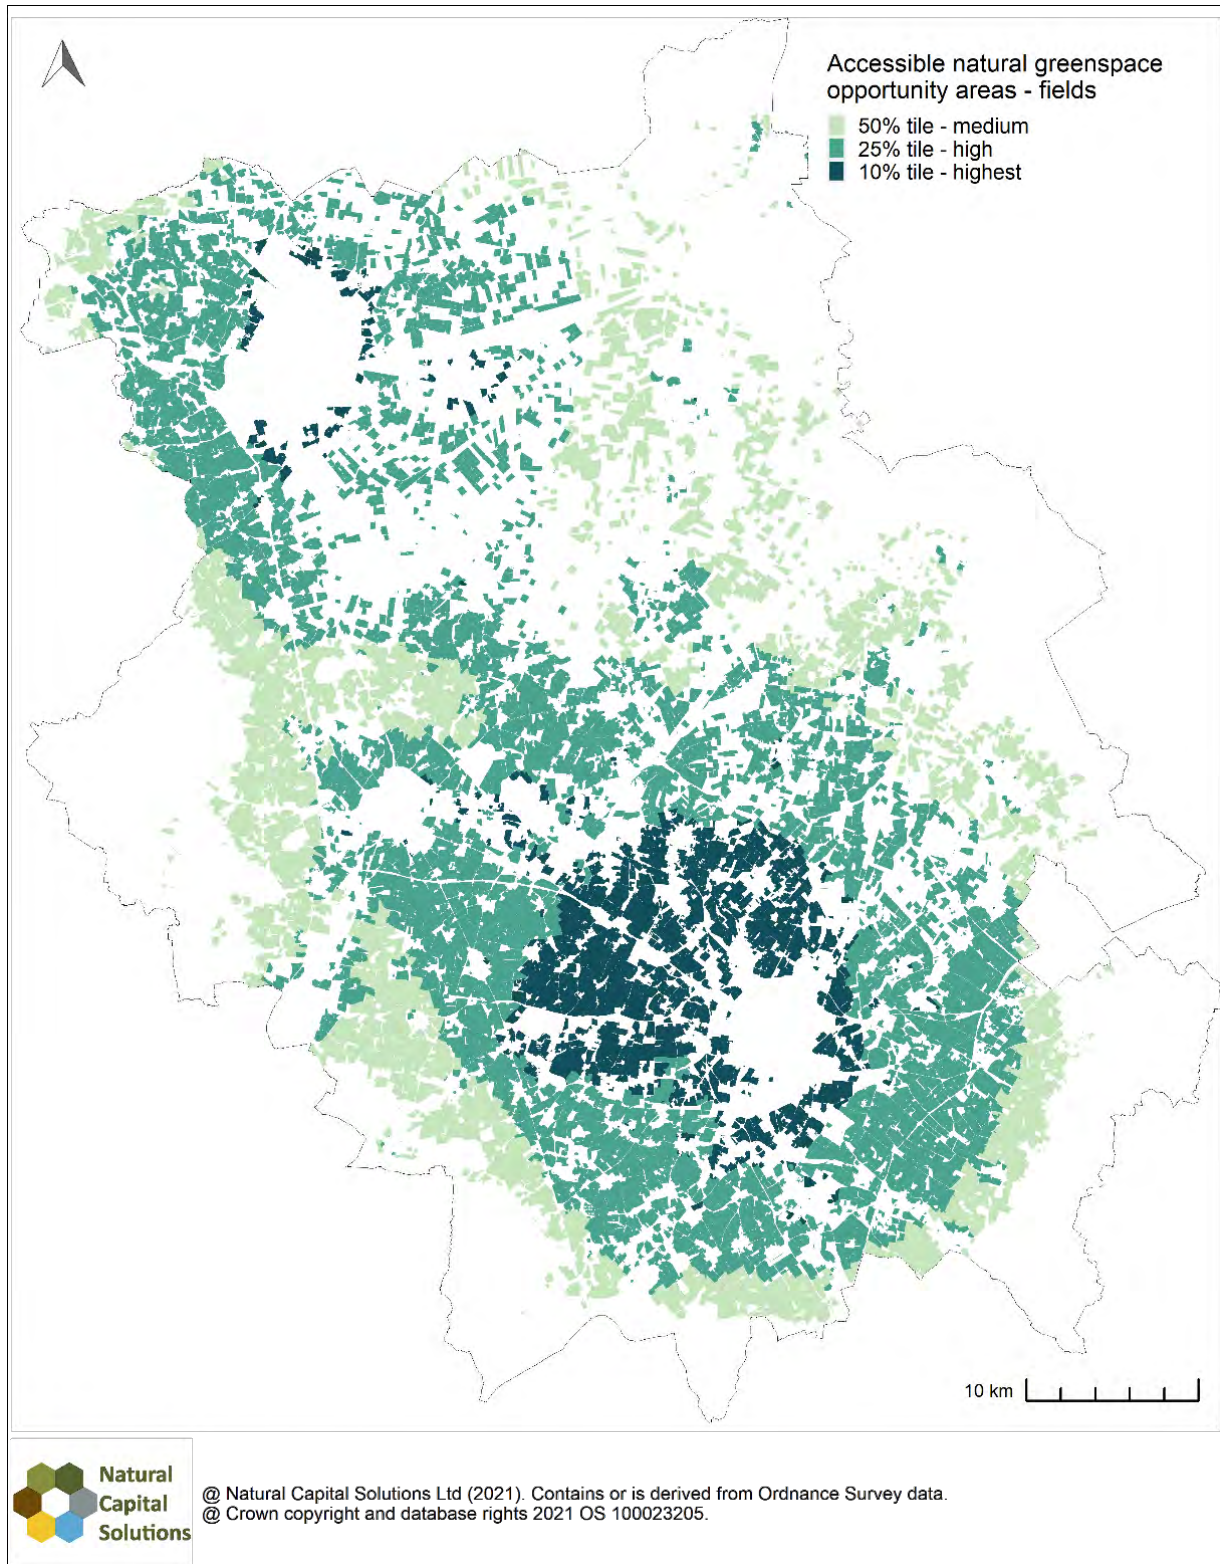 Accessible natural greenspace
opportunity areas - fields
50% tile - medium
25% tile - high
10% tile - highest
10 km
Natural
Capital
Solutions
@ Natural Capital Solutions Ltd (2021). Contains or is derived from Ordnance Survey data.
@ Crown copyright and database rights 2021 OS 100023205.